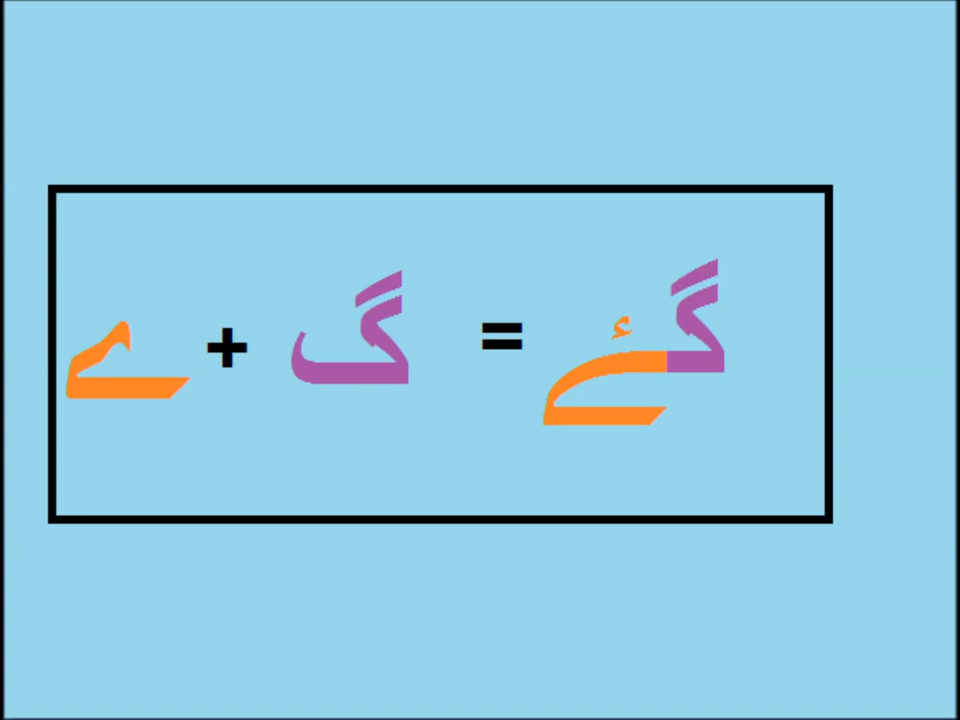 گۓ = گ + ے